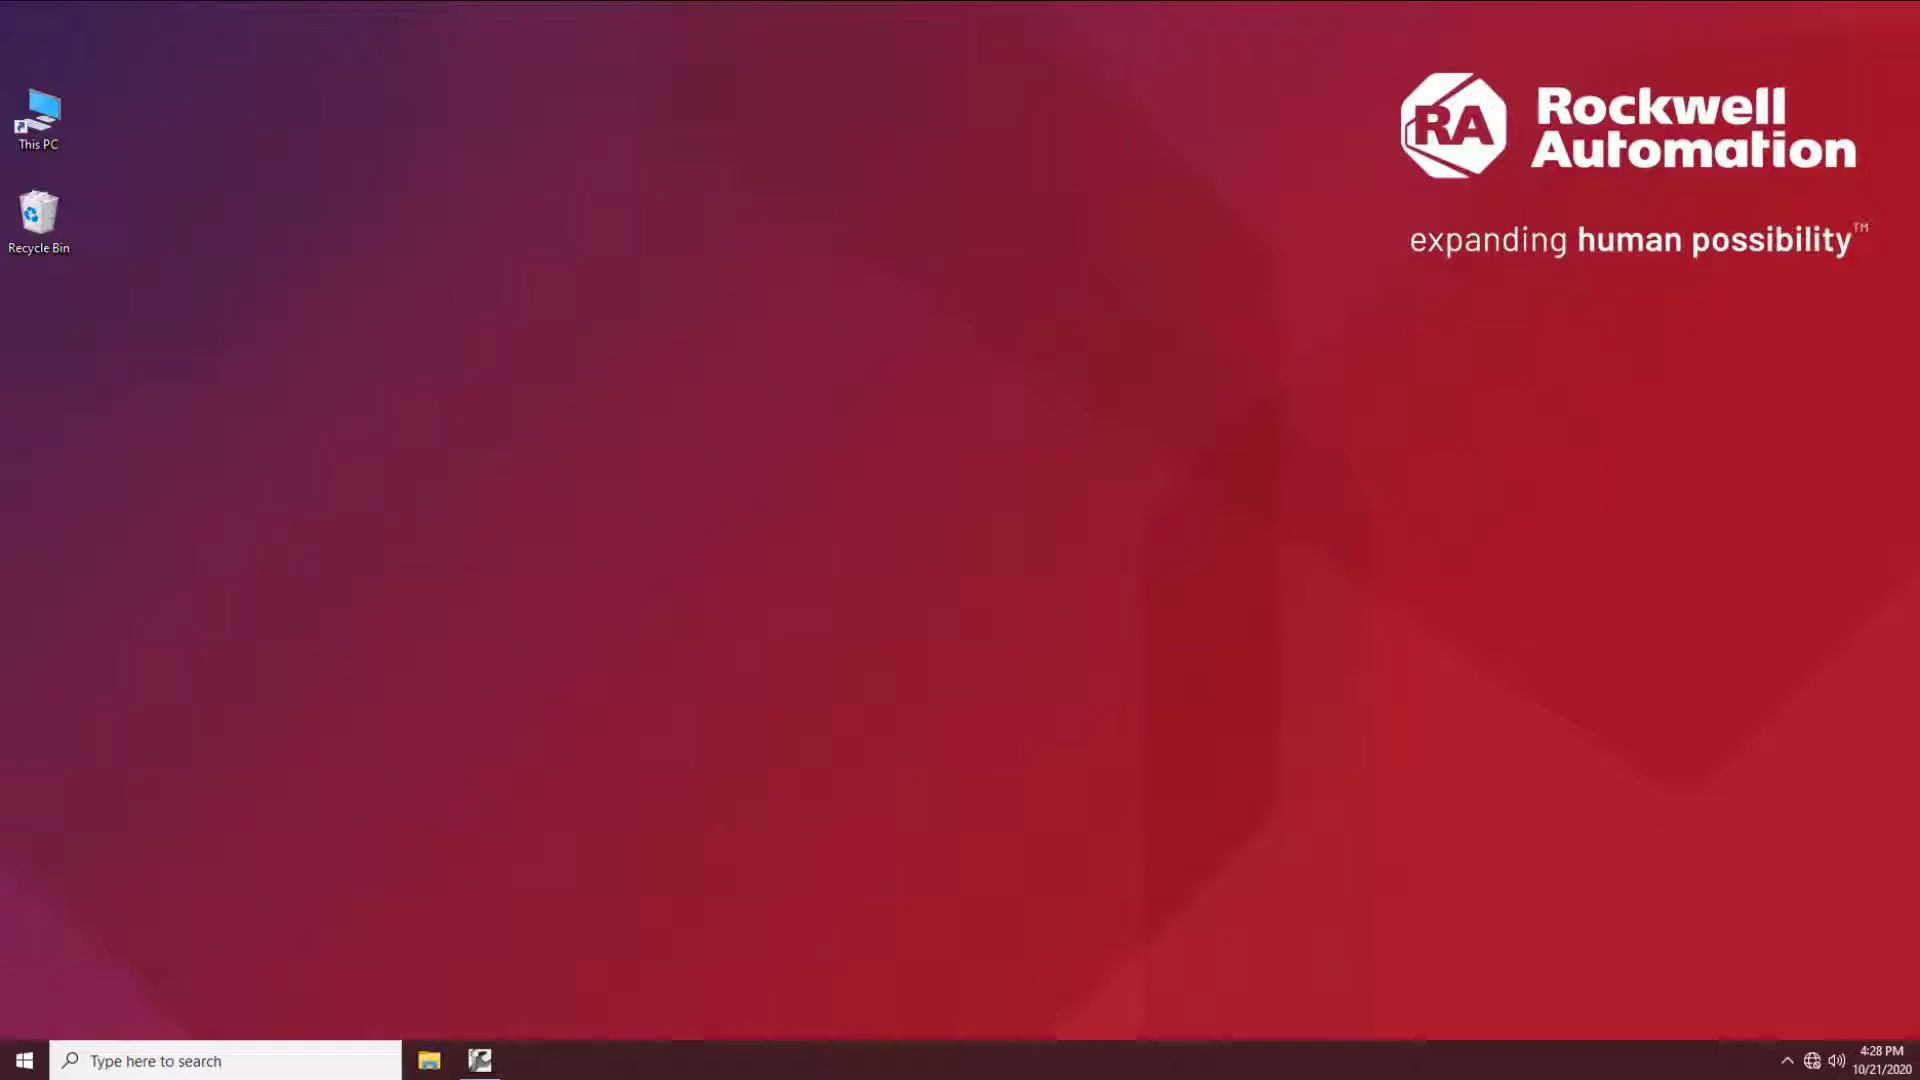 This PC
Recycle Bin
RA
Rockwell
Automation
expanding human possibility™
Type here to search
4:28 PM
10/21/2020